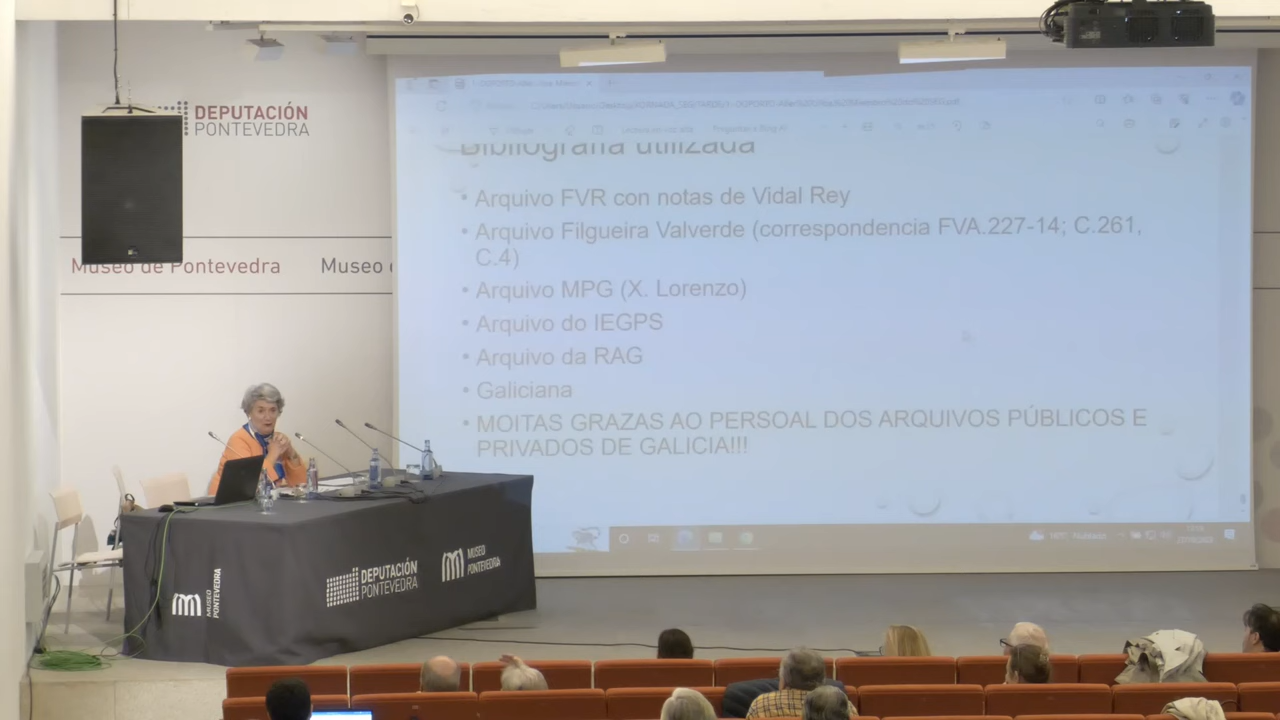 DEPUTACIÓN
PONTEVEDRA
Museo de Pontevedra
Museo
Bibliografía utilizada
• Arquivo FVR con notas de Vidal Rey
• Arquivo Filgueira Valverde (correspondencia FVA.227-14; C.261,
C.4)
• Arquivo MPG (X. Lorenzo)
• Arquivo do IEGPS
• Arquivo da RAG
• Galiciana
• MOITAS GRAZAS AO PERSOAL DOS ARQUIVOS PÚBLICOS E
PRIVADOS DE GALICIA!!!
MUSEO
PONTEVEDRA
DEPUTACIÓN
PONTEVEDRA
MUSEO
PONTEVEDRA